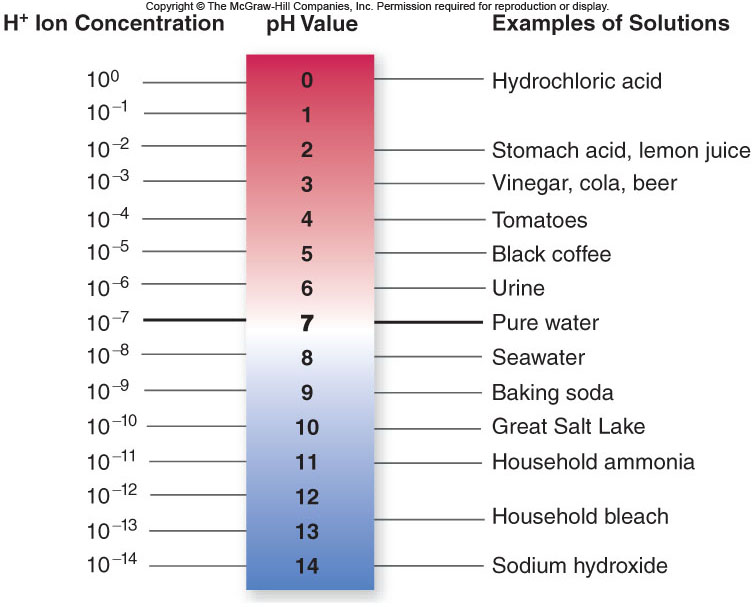 Copyright © The McGraw-Hill Companies, Inc. Permission required for reproduction or display.
H⁺ Ion Concentration pH Value Examples of Solutions
10⁰ 0 Hydrochloric acid
10⁻¹ 1
10⁻² 2 Stomach acid, lemon juice
10⁻³ 3 Vinegar, cola, beer
10⁻⁴ 4 Tomatoes
10⁻⁵ 5 Black coffee
10⁻⁶ 6 Urine
10⁻⁷ 7 Pure water
10⁻⁸ 8 Seawater
10⁻⁹ 9 Baking soda
10⁻¹⁰ 10 Great Salt Lake
10⁻¹¹ 11 Household ammonia
10⁻¹² 12
Household bleach
10⁻¹³ 13
10⁻¹⁴ 14 Sodium hydroxide